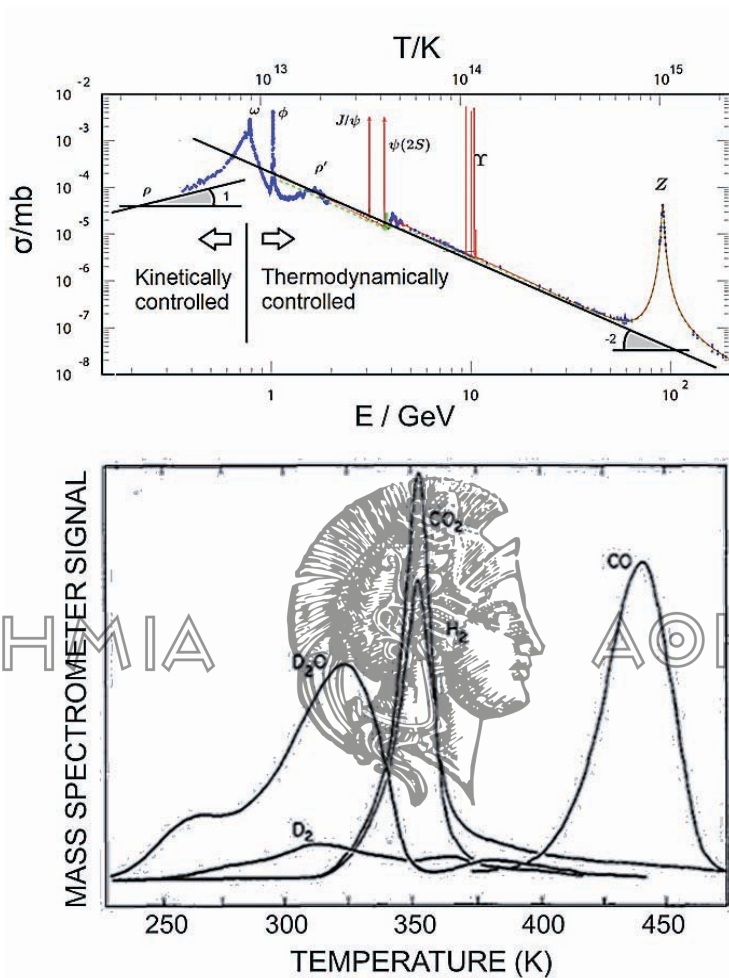 T/K
10^13 10^14 10^15
10^-2
10^-3
10^-4
10^-5
10^-6
10^-7
10^-8
σ/mb
ω
ϕ
J/ψ
ψ(2S)
ϒ
Z
ρ
1
ρ′
Kinetically
controlled
Thermodynamically
controlled
-2
1 10 10^2
E / GeV
MASS SPECTROMETER SIGNAL
CO₂
CO
H₂
HMIA
D₂O
D₂
250 300 350 400 450
TEMPERATURE (K)